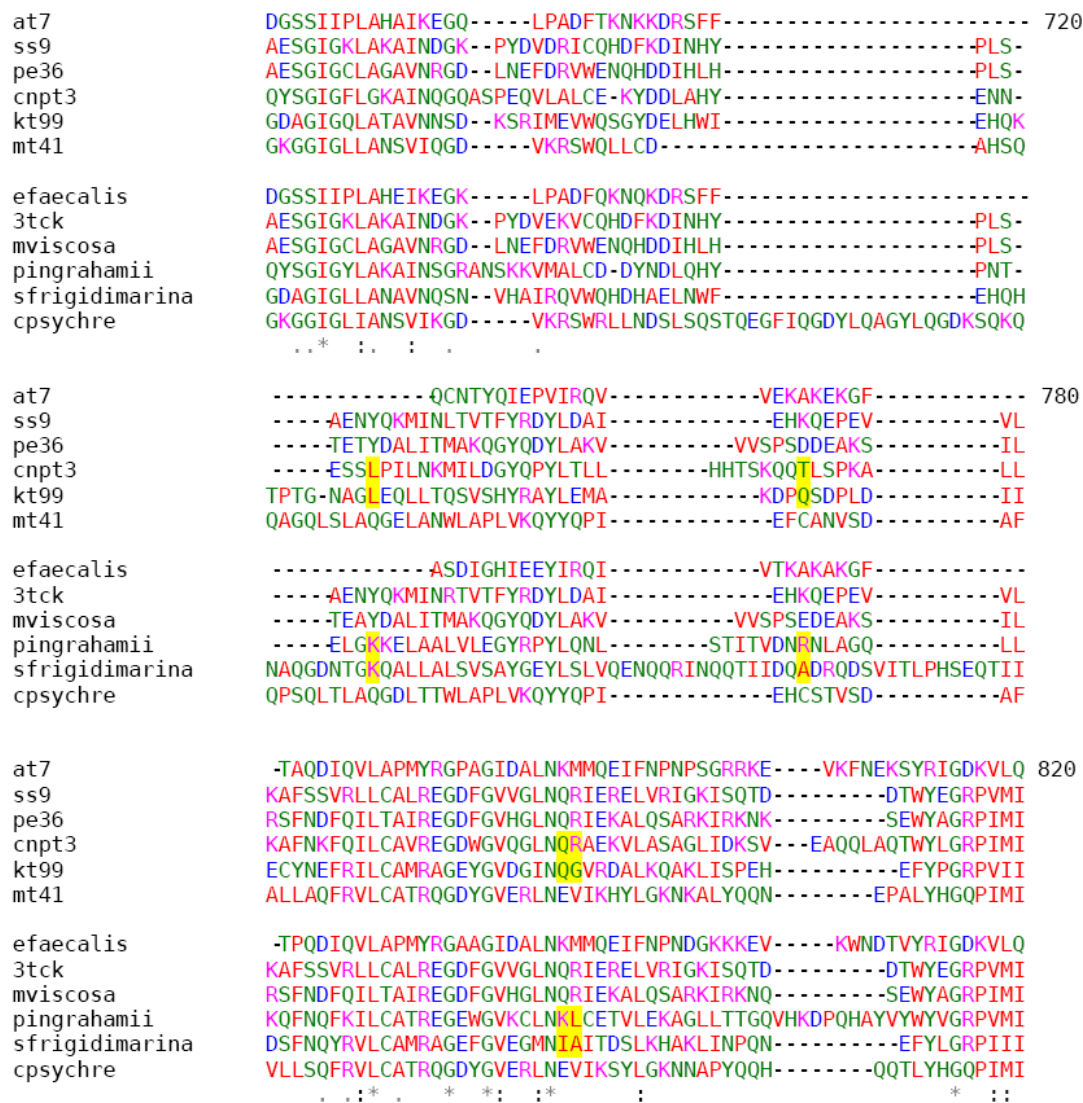 at7 DGSSIIPLAHAIKEGQ-----LPADFTKNKKDRSFF------------------------ 720
ss9 AESGIGKLAKAINDGK--PYDVDRICQHDFKDINHY--------------------PLS-
pe36 AESGIGCLAGAVNRGD--LNEFDRVWENQHDDIHLH--------------------PLS-
cnpt3 QYSGIGFLGKAINQGQASPEQVLALCE-KYDDLAHY--------------------ENN-
kt99 GDAGIGQLATAVNNSD--KSRIMEVWQSGYDELHWI--------------------EHQK
mt41 GKGGIGLLANSVIQGD-----VKRSWQLLCD-------------------------AHSQ
efaecalis DGSSIIPLAHEIKEGK-----LPADFQKNQKDRSFF------------------------
3tck AESGIGKLAKAINDGK--PYDVEKVCQHDFKDINHY--------------------PLS-
mviscosa AESGIGCLAGAVNRGD--LNEFDRVWENQHDDIHLH--------------------PLS-
pingrahamii QYSGIGYLAKAINSGRANSKKVMALCD-DYNDLQHY--------------------PNT-
sfrigidimarina GDAGIGLLANAVNQSN--VHAIRQVWQHDHAELNWF--------------------EHQH
cpsychre GKGGIGLIANSVIKGD-----VKRSWRLLNDSLSQSTQEGFIQGDYLQAGYLQGDKSQKQ
..* :. : . .
at7 -------------QCNTYQIEPVIRQV------------VEKAKEKGF------------ 780
ss9 -----AENYQKMINLTVTFYRDYLDAI-------------EHKQEPEV----------VL
pe36 -----TETYDALITMAKQGYQDYLAKV----------VVSPSDDEAKS----------IL
cnpt3 -----ESSLPILNKMILDGYQPYLTLL--------HHTSKQQTLSPKA----------LL
kt99 TPTG-NAGLEQLLTQSVSHYRAYLEMA------------KDPQSDPLD----------II
mt41 QAGQLSLAQGELANWLAPLVKQYYQPI-------------EFCANVSD----------AF
efaecalis -------------ASDIGHIEEYIRQI------------VTKAKAKGF------------
3tck -----AENYQKMINRTVTFYRDYLDAI-------------EHKQEPEV----------VL
mviscosa -----TEAYDALITMAKQGYQDYLAKV----------VVSPSEDEAKS----------IL
pingrahamii -----ELGKKELAALVLEGYRPYLQNL--------STITVDNRNLAGQ----------LL
sfrigidimarina NAQGDNTGKQALLALSVSAYGEYLSLVQENQQRINQQTIIDQADRQDSVITLPHSEQTII
cpsychre QPSQLTLAQGDLTTWLAPLVKQYYQPI-------------EHCSTVSD----------AF
at7 -TAQDIQVLAPMYRGPAGIDALNKMMQEIFNPNPSGRRKE----VKFNEKSYRIGDKVLQ 820
ss9 KAFSSVRLLCALREGDFGVVGLNQRIERELVRIGKISQTD---------DTWYEGRPVMI
pe36 RSFNDFQILTAIREGDFGVHGLNQRIEKALQSARKIRKNK---------SEWYAGRPIMI
cnpt3 KAFNKFQILCAVREGDWGVQGLNQRAEKVLASAGLIDKSV---EAQQLAQTWYLGRPIMI
kt99 ECYNEFRILCAMRAGEYGVDGINQGVRDALKQAKLISPEH---------EFYPGRPVII
mt41 ALLAQFRVLCATRQGDYGVERLNEVIKHYLGKNKALYQQN--------EPALYHGQPIMI
efaecalis -TPQDIQVLAPMYRGAAGIDALNKMMQEIFNPNDGKKKEV-----KWNDTVYRIGDKVLQ
3tck KAFSSVRLLCALREGDFGVVGLNQRIERELVRIGKISQTD---------DTWYEGRPVMI
mviscosa RSFNDFQILTAIREGDFGVHGLNQRIEKALQSARKIRKNQ---------SEWYAGRPIMI
pingrahamii KQFNQFKILCATREGEWGVKCLNKLCETVLEKAGLLTTGQVHKDPQHAYVYWYVGRPVMI
sfrigidimarina DSFNQYRVLCAMRAGEFGVEGMNIAITDSLKHAKLINPQN---------EFYLGRPIII
cpsychre VLLSQFRVLCATRQGDYGVERLNEVIKSYLGKNNAPYQQH--------QQTLYHGQPIMI
. .:* . * *: :* : * ::